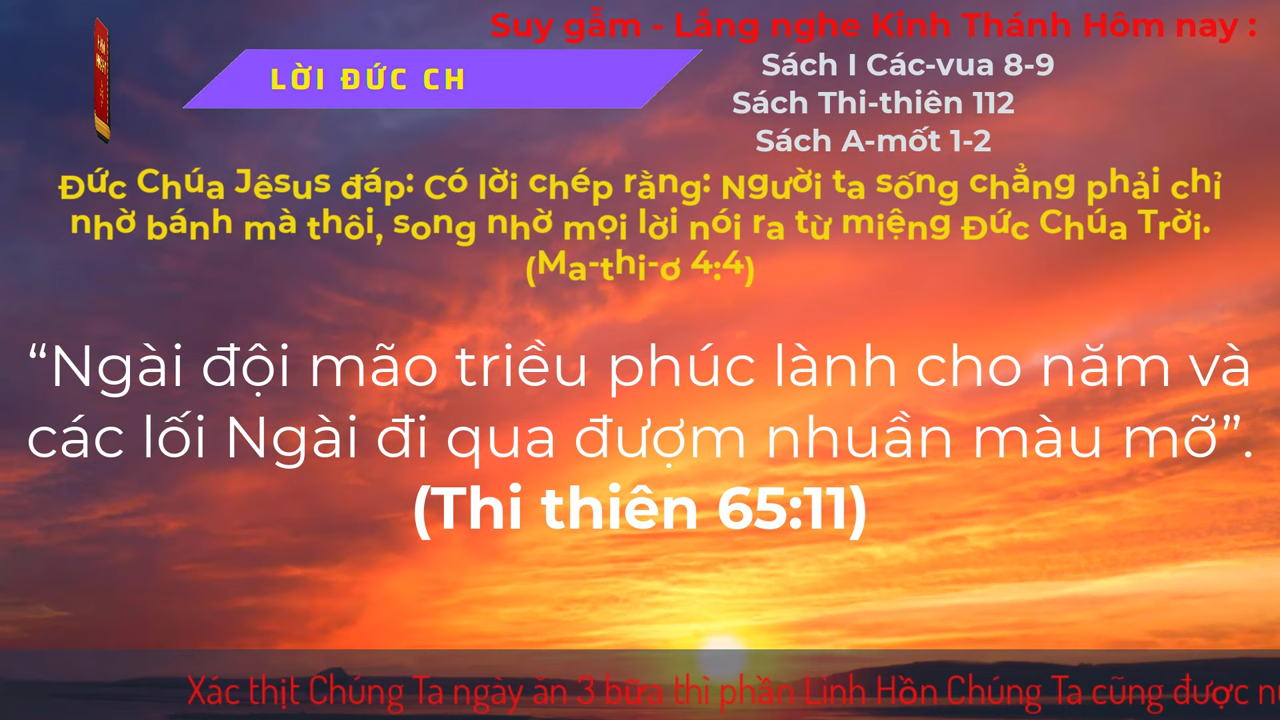 Suy gẫm - Lắng nghe Kinh Thánh Hôm nay :
LỜI ĐỨC CH
Sách I Các-vua 8-9
Sách Thi-thiên 112
Sách A-mốt 1-2
Đức Chúa Jêsus đáp: Có lời chép rằng: Người ta sống chẳng phải chỉ
nhờ bánh mà thôi, song nhờ mọi lời nói ra từ miệng Đức Chúa Trời.
(Ma-thi-ơ 4:4)
“Ngài đội mão triều phúc lành cho năm và
các lối Ngài đi qua đượm nhuần màu mỡ”.
(Thi thiên 65:11)
Xác thịt Chúng Ta ngày ăn 3 bữa thì phần Linh Hồn Chúng Ta cũng được